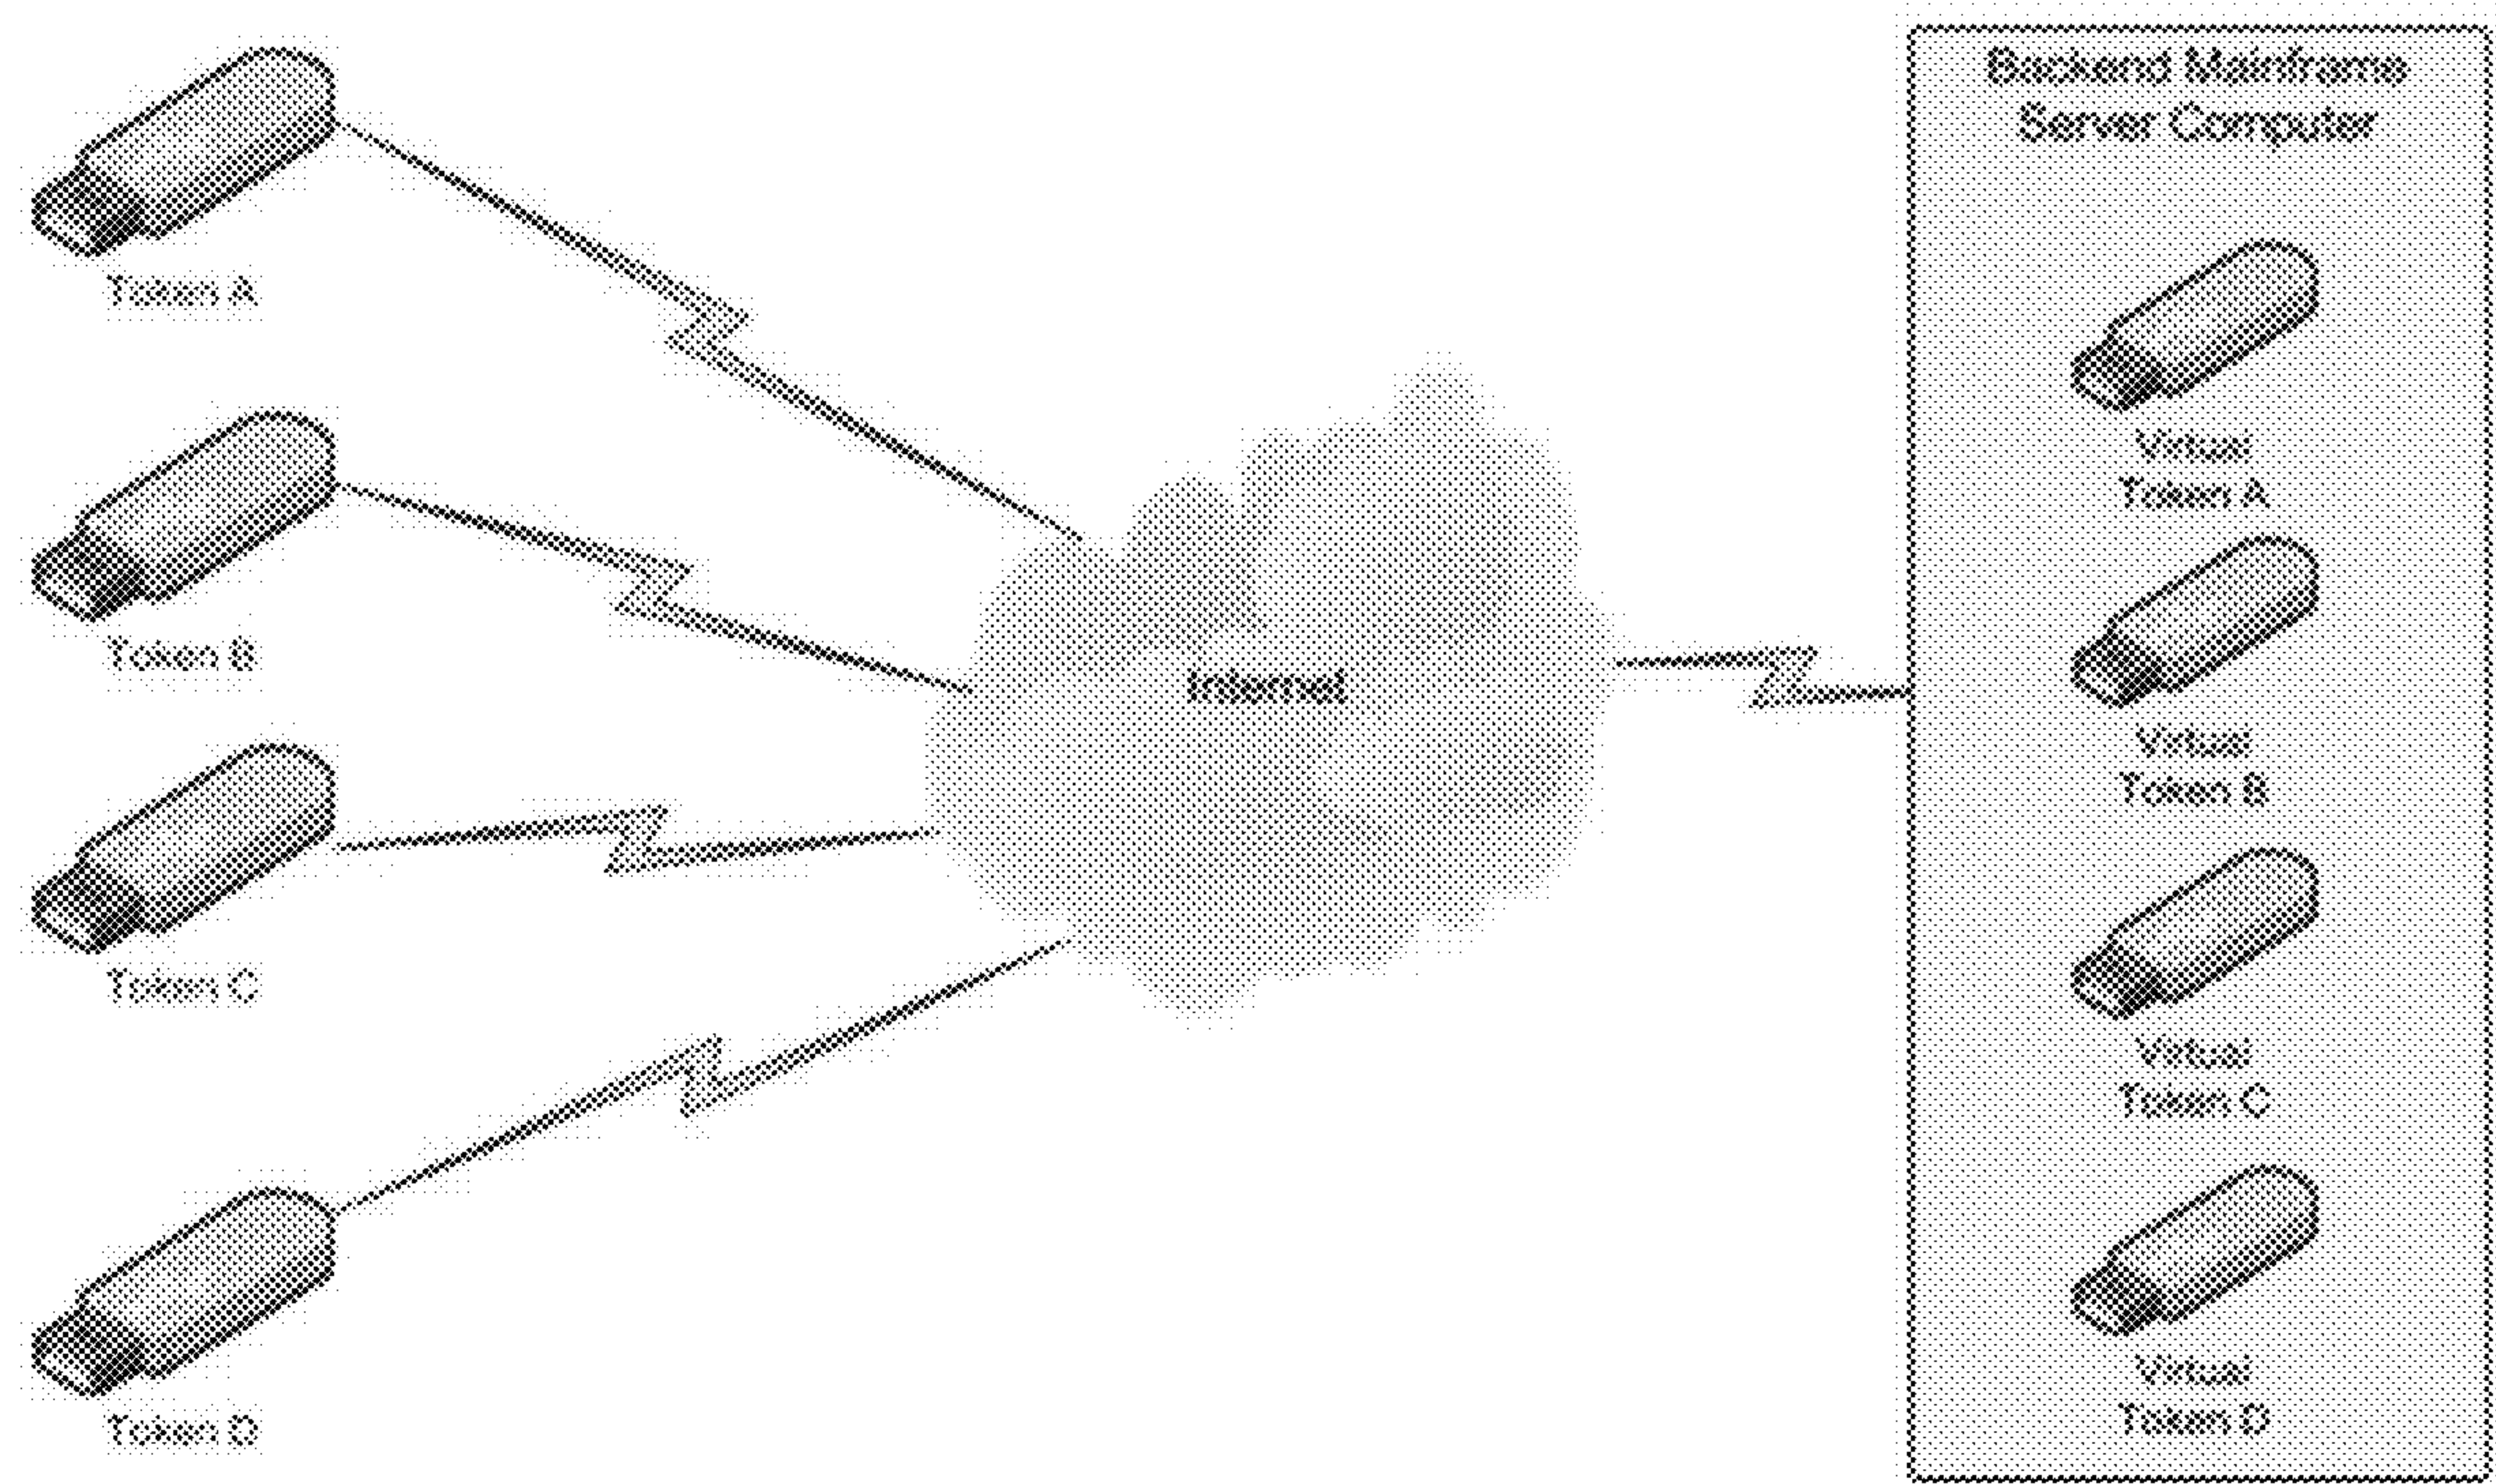 Backend Mainframe
Server Computer
Token A
Token B
Token C
Token D
Internet
Virtual
Token A
Virtual
Token B
Virtual
Token C
Virtual
Token D